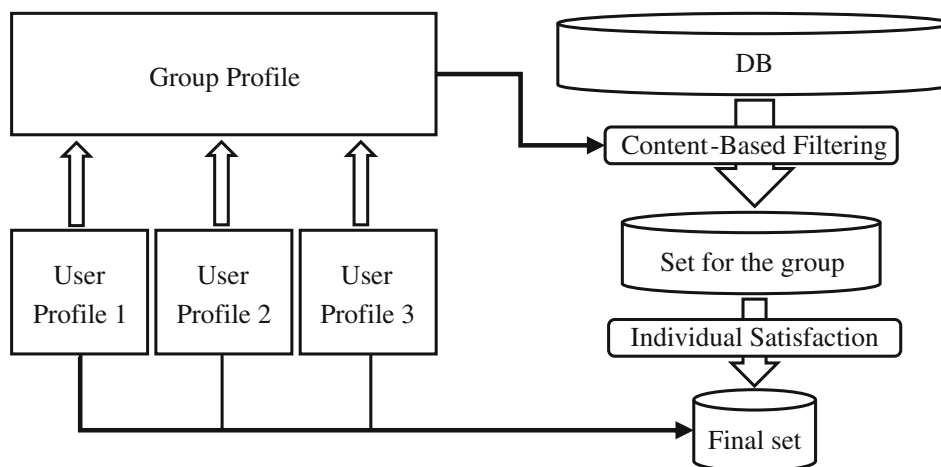 Group Profile
DB
Content-Based Filtering
User
Profile 1
User
Profile 2
User
Profile 3
Set for the group
Individual Satisfaction
Final set